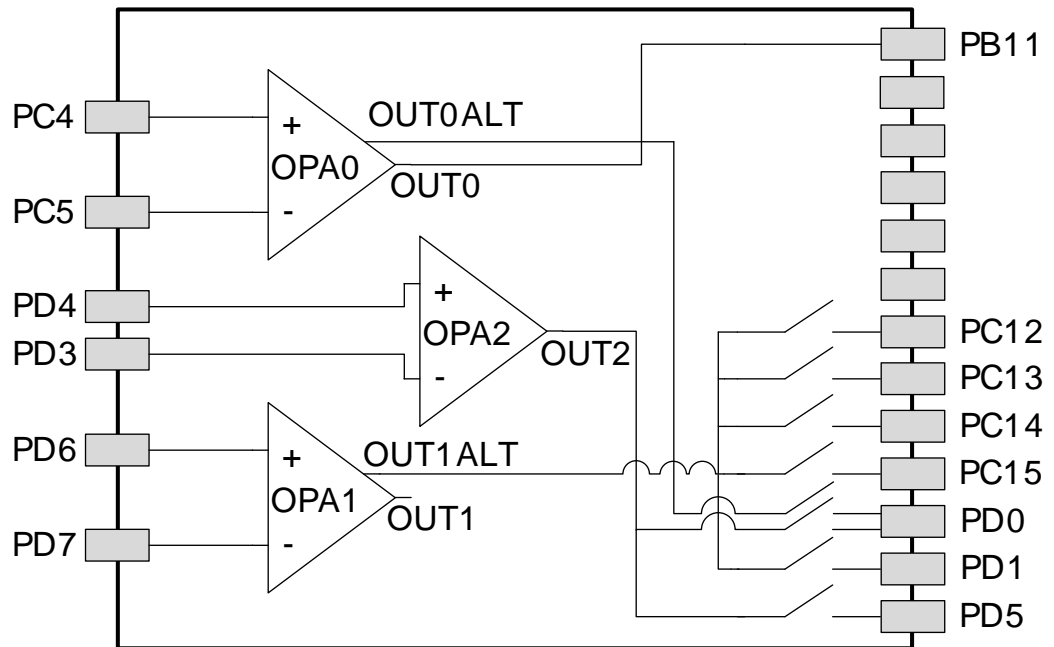 PB11
PC4
+
OUT0ALT
OPA0
OUT0
PC5
-
PD4
+
PC12
OPA2
OUT2
PD3
-
PC13
PC14
PD6
+
OUT1ALT
PC15
OPA1
OUT1
PD0
PD7
-
PD1
PD5